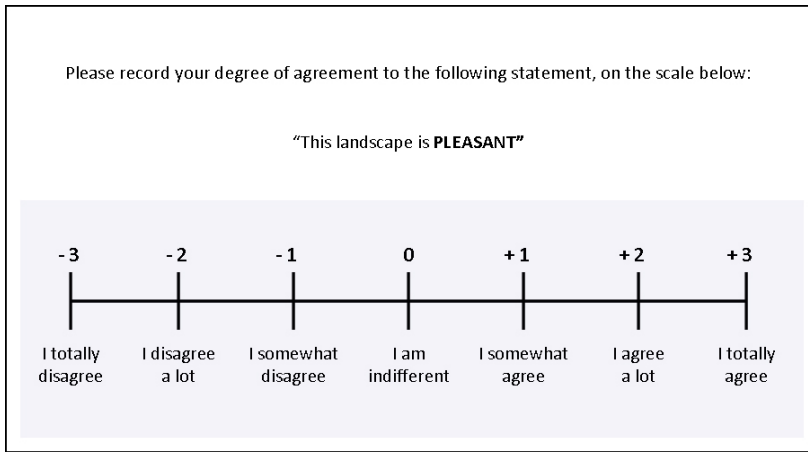 Please record your degree of agreement to the following statement, on the scale below:
“This landscape is PLEASANT”
- 3 - 2 - 1 0 + 1 + 2 + 3
I totally I disagree I somewhat I am I somewhat I agree I totally
disagree a lot disagree indifferent agree a lot agree